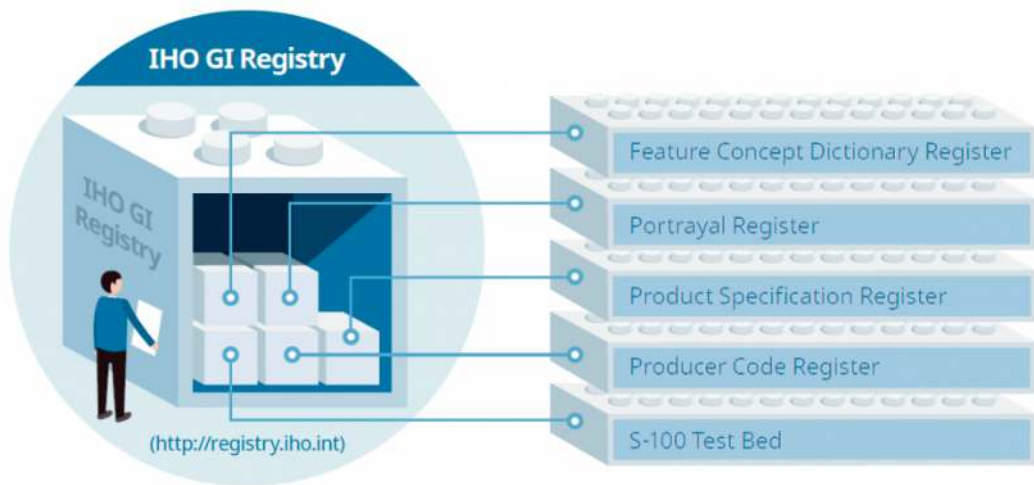 IHO GI Registry
IHO GI
Registry
(http://registry.iho.int)
Feature Concept Dictionary Register
Portrayal Register
Product Specification Register
Producer Code Register
S-100 Test Bed